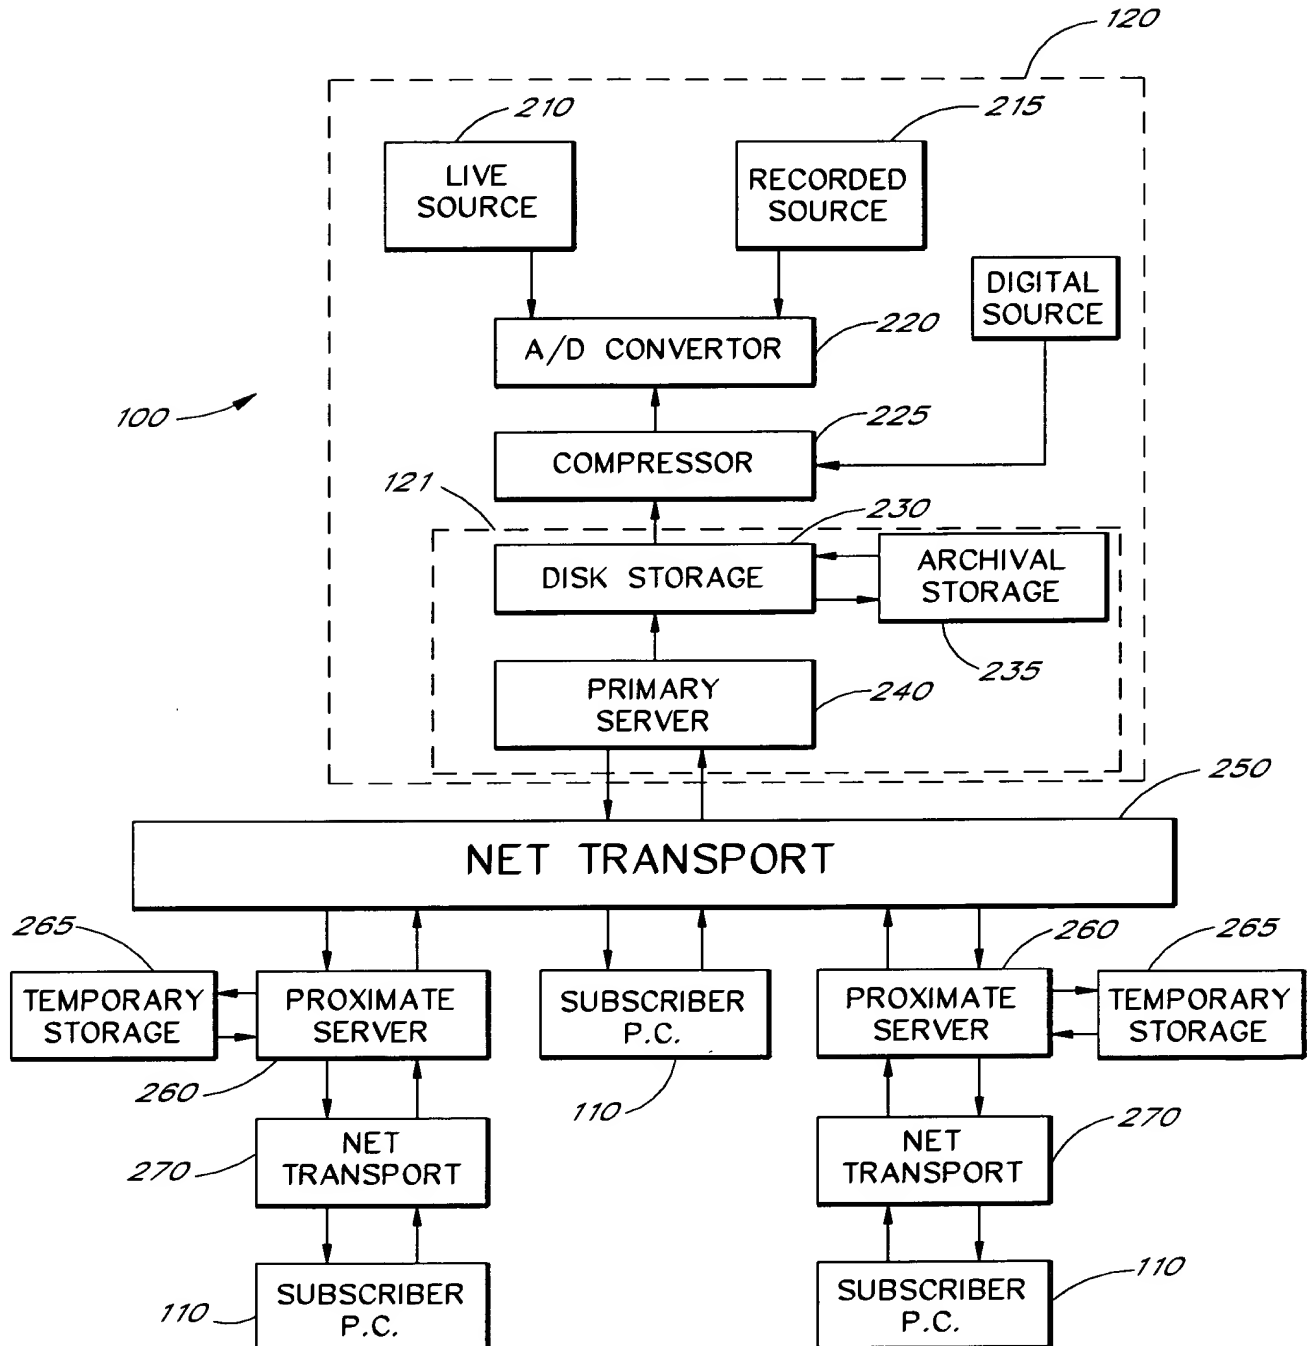 120
210
215
LIVE
SOURCE
RECORDED
SOURCE
DIGITAL
SOURCE
220
A/D CONVERTOR
100
225
COMPRESSOR
121
230
DISK STORAGE
ARCHIVAL
STORAGE
235
PRIMARY
SERVER
240
250
NET TRANSPORT
265
TEMPORARY
STORAGE
PROXIMATE
SERVER
260
SUBSCRIBER
P.C.
110
260
PROXIMATE
SERVER
265
TEMPORARY
STORAGE
270
NET
TRANSPORT
NET
TRANSPORT
270
110
SUBSCRIBER
P.C.
SUBSCRIBER
P.C.
110